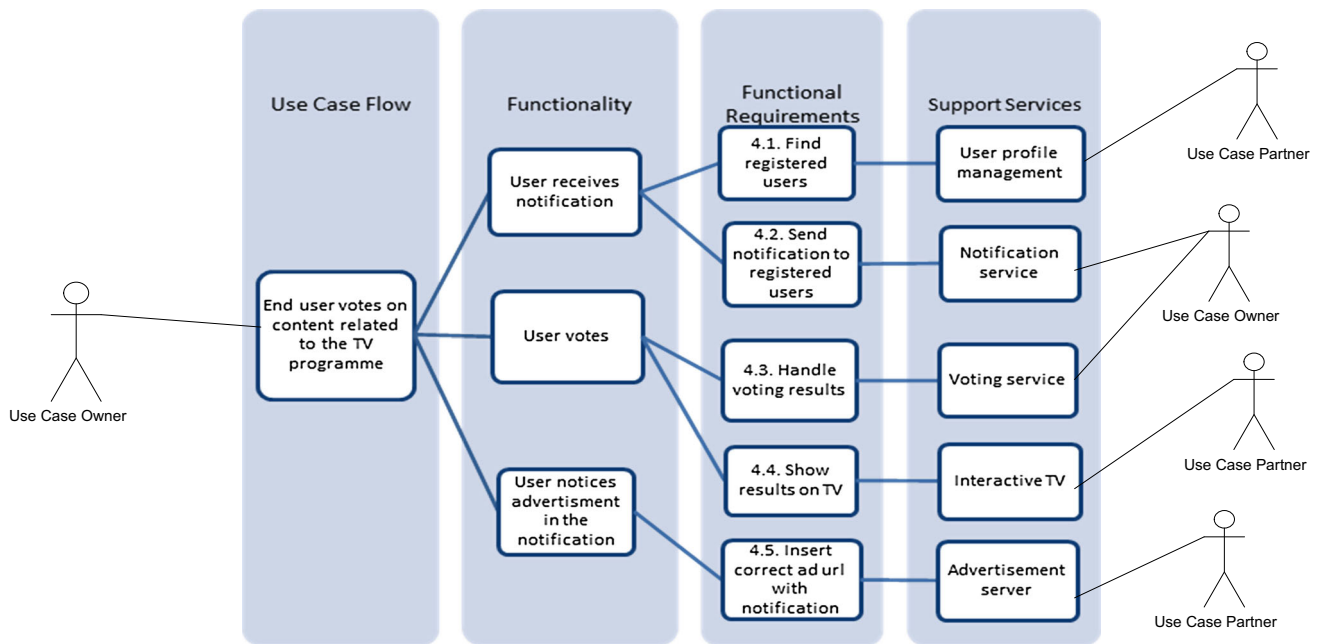 Use Case Flow
Functionality
Functional
Requirements
Support Services
Use Case Owner
End user votes on
content related
to the TV
programme
User receives
notification
User votes
User notices
advertisment
in the
notification
4.1. Find
registered
users
4.2. Send
notification to
registered
users
4.3. Handle
voting results
4.4. Show
results on TV
4.5. Insert
correct ad url
with
notification
User profile
management
Notification
service
Voting service
Interactive TV
Advertisement
server
Use Case Partner
Use Case Owner
Use Case Partner
Use Case Partner